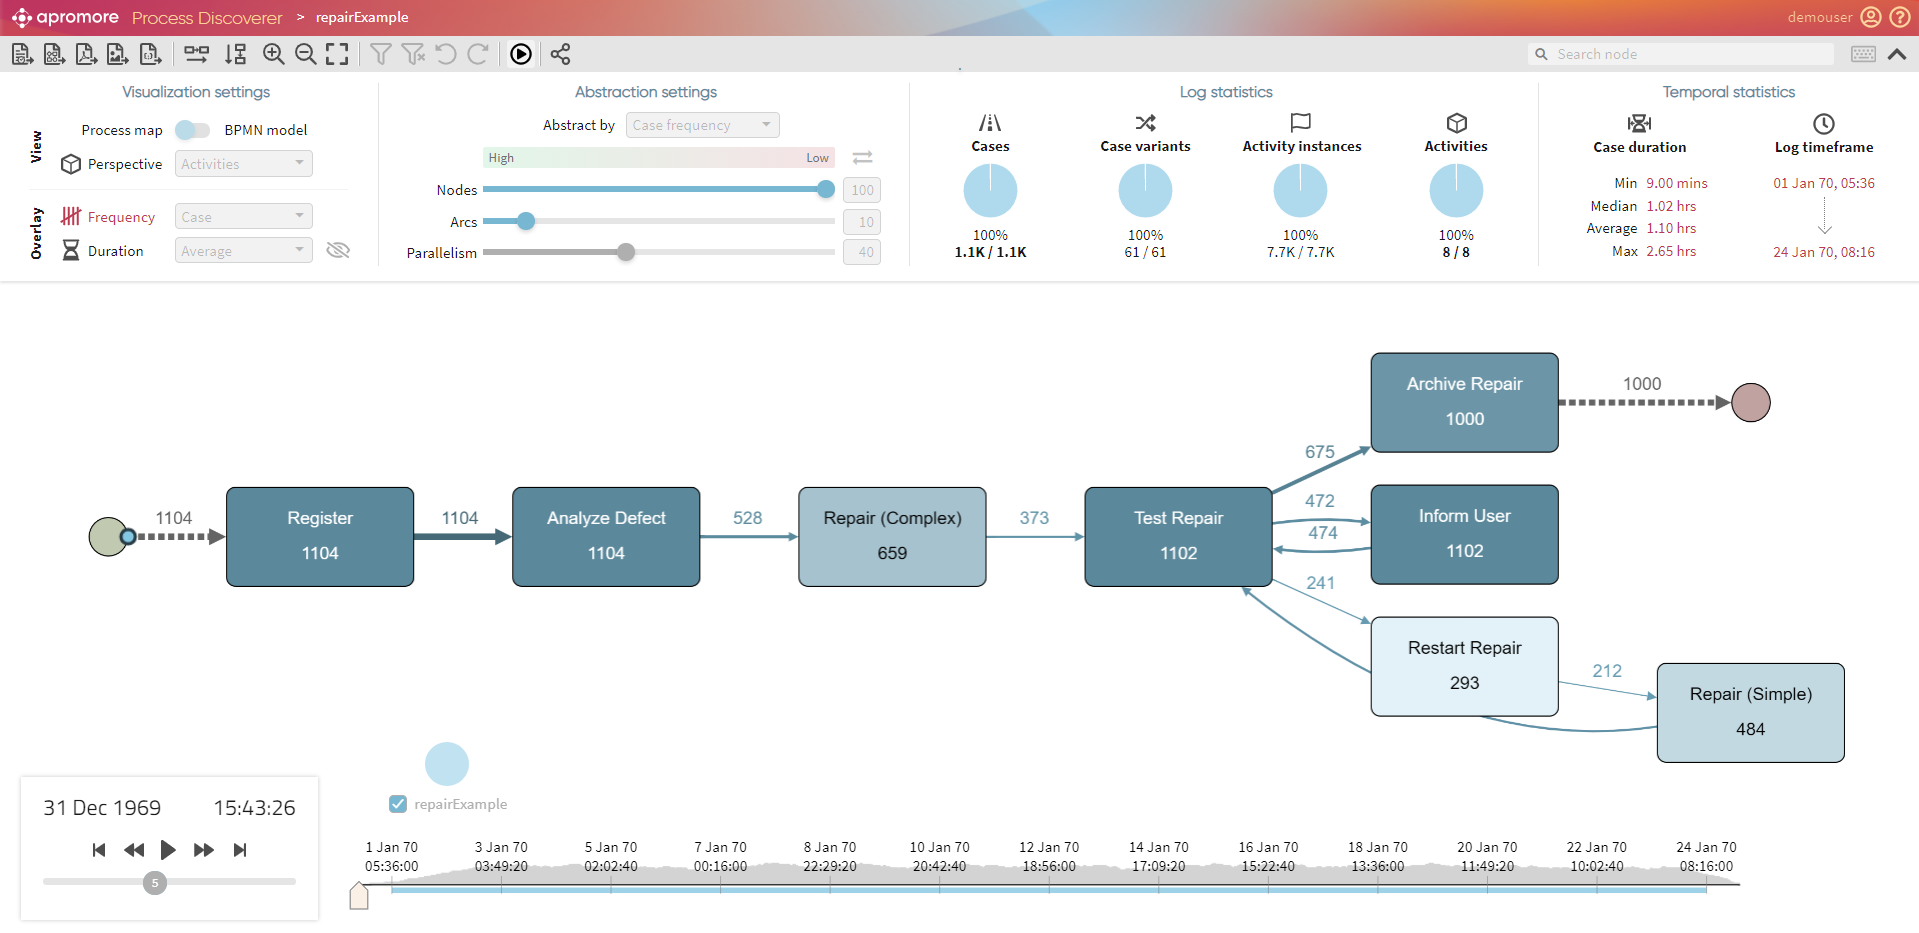 apromore Process Discoverer > repairExample
demouser
Search node
Visualization settings
View
Process map BPMN model
Perspective Activities
Overlay
Frequency Case
Duration Average
Abstraction settings
Abstract by Case frequency
High Low
Nodes 100
Arcs 10
Parallelism 40
Log statistics
Cases Case variants Activity instances Activities
100% 100% 100% 100%
1.1K / 1.1K 61 / 61 7.7K / 7.7K 8 / 8
Temporal statistics
Case duration Log timeframe
Min 9.00 mins 01 Jan 70, 05:36
Median 1.02 hrs
Average 1.10 hrs
Max 2.65 hrs 24 Jan 70, 08:16
Archive Repair
1000
1000
675
1104
Register
1104
1104
Analyze Defect
1104
528
Repair (Complex)
659
373
Test Repair
1102
472
474
Inform User
1102
241
Restart Repair
293
212
Repair (Simple)
484
31 Dec 1969 15:43:26
5
repairExample
1 Jan 70 3 Jan 70 5 Jan 70 7 Jan 70 8 Jan 70 10 Jan 70 12 Jan 70 14 Jan 70 16 Jan 70 18 Jan 70 20 Jan 70 22 Jan 70 24 Jan 70
05:36:00 03:49:20 02:02:40 00:16:00 22:29:20 20:42:40 18:56:00 17:09:20 15:22:40 13:36:00 11:49:20 10:02:40 08:16:00